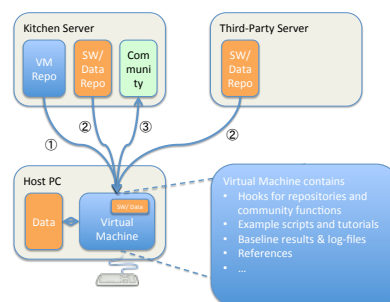 Kitchen Server
VM
Repo
SW/
Data
Repo
Com
muni
ty
Third-Party Server
SW/
Data
Repo
①
②
③
②
Host PC
Data
SW/ Data
Virtual
Machine
Virtual Machine contains
• Hooks for repositories and
community functions
• Example scripts and tutorials
• Baseline results & log-files
• References
• ...